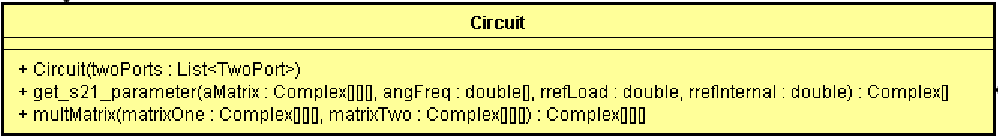 Circuit
+ Circuit(twoPorts : List<TwoPort>)
+ get_s21_parameter(aMatrix : Complex[][][], angFreq : double[], rrefLoad : double, rrefInternal : double) : Complex[]
+ multMatrix(matrixOne : Complex[][][], matrixTwo : Complex[][][]) : Complex[][][]